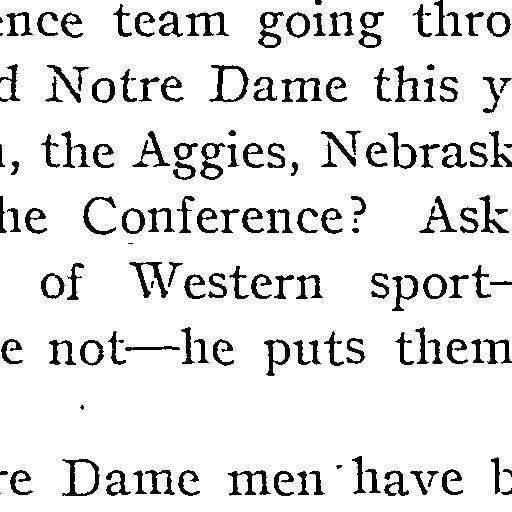 ence team going thro
d Notre Dame this y
, the Aggies, Nebrask
he Conference? Ask
of Western sport—
e not—he puts them
re Dame men have b